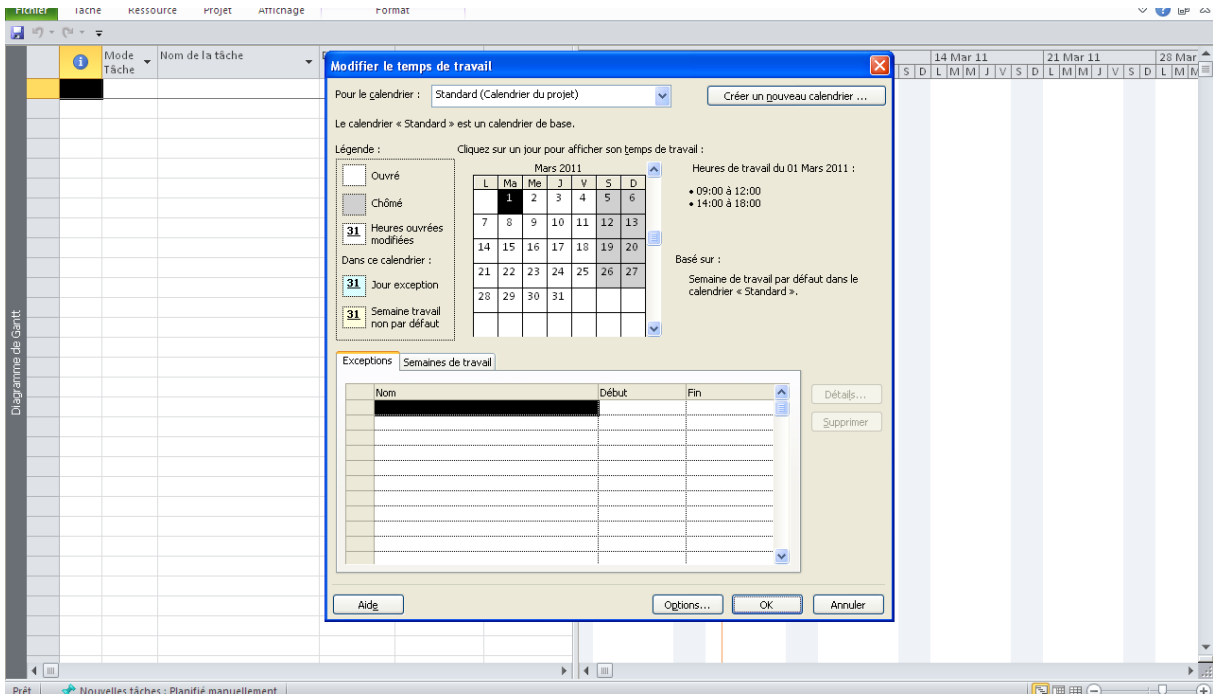 Fichier Tâche Ressource Projet Affichage Format
Mode Tâche
Nom de la tâche
14 Mar 11 21 Mar 11 28 Mar
S D L M M J V S D L M M J V S D L M M
Modifier le temps de travail
Pour le calendrier : Standard (Calendrier du projet) Créer un nouveau calendrier ...
Le calendrier « Standard » est un calendrier de base.
Légende :
Ouvré
Chômé
31 Heures ouvrées
modifiées
Dans ce calendrier :
31 Jour exception
31 Semaine travail
non par défaut
Cliquez sur un jour pour afficher son temps de travail :
Mars 2011
L Ma Me J V S D
1 2 3 4 5 6
7 8 9 10 11 12 13
14 15 16 17 18 19 20
21 22 23 24 25 26 27
28 29 30 31
Heures de travail du 01 Mars 2011 :
• 09:00 à 12:00
• 14:00 à 18:00
Basé sur :
Semaine de travail par défaut dans le
calendrier « Standard ».
Exceptions Semaines de travail
Nom Début Fin
Détails...
Supprimer
Aide Options... OK Annuler
Diagramme de Gantt
Prêt Nouvelles tâches : Planifié manuellement